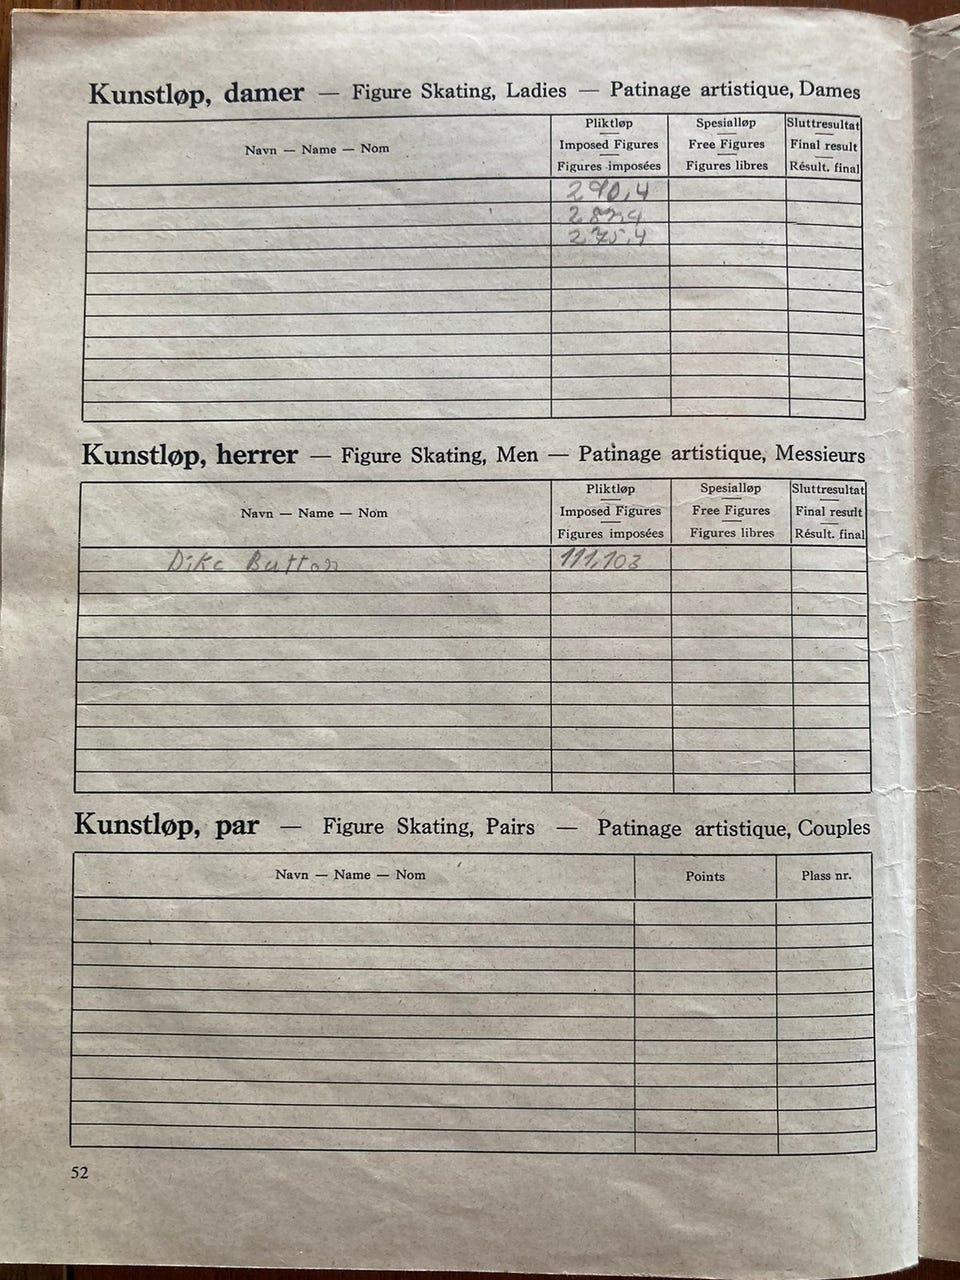 Kunstløp, damer — Figure Skating, Ladies — Patinage artistique, Dames
Navn — Name — Nom
Pliktløp
Imposed Figures
Figures imposées
Spesialløp
Free Figures
Figures libres
Sluttresultat
Final result
Résult. final
290,4
275,4
Kunstløp, herrer — Figure Skating, Men — Patinage artistique, Messieurs
Navn — Name — Nom
Pliktløp
Imposed Figures
Figures imposées
Spesialløp
Free Figures
Figures libres
Sluttresultat
Final result
Résult. final
Dikc Button 111,103
Kunstløp, par — Figure Skating, Pairs — Patinage artistique, Couples
Navn — Name — Nom Points Plass nr.
52